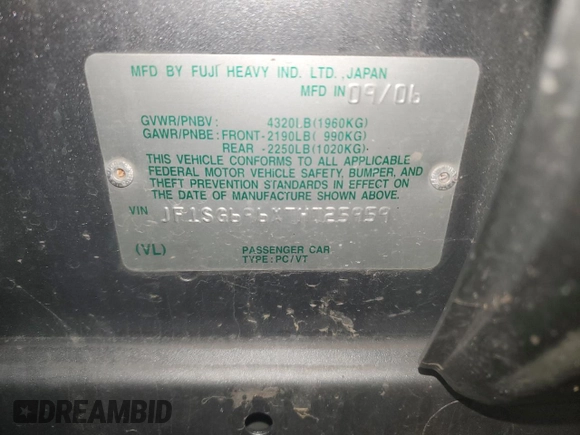 MFD BY FUJI HEAVY IND. LTD., JAPAN
MFD IN 09/06
GVWR/PNBV: 4320LB(1960KG)
GAWR/PNBE: FRONT-2190LB( 990KG)
REAR -2250LB(1020KG)
THIS VEHICLE CONFORMS TO ALL APPLICABLE
FEDERAL MOTOR VEHICLE SAFETY, BUMPER, AND
THEFT PREVENTION STANDARDS IN EFFECT ON
THE DATE OF MANUFACTURE SHOWN ABOVE.
VIN
(VL) PASSENGER CAR
TYPE:PC/VT
DREAMBID